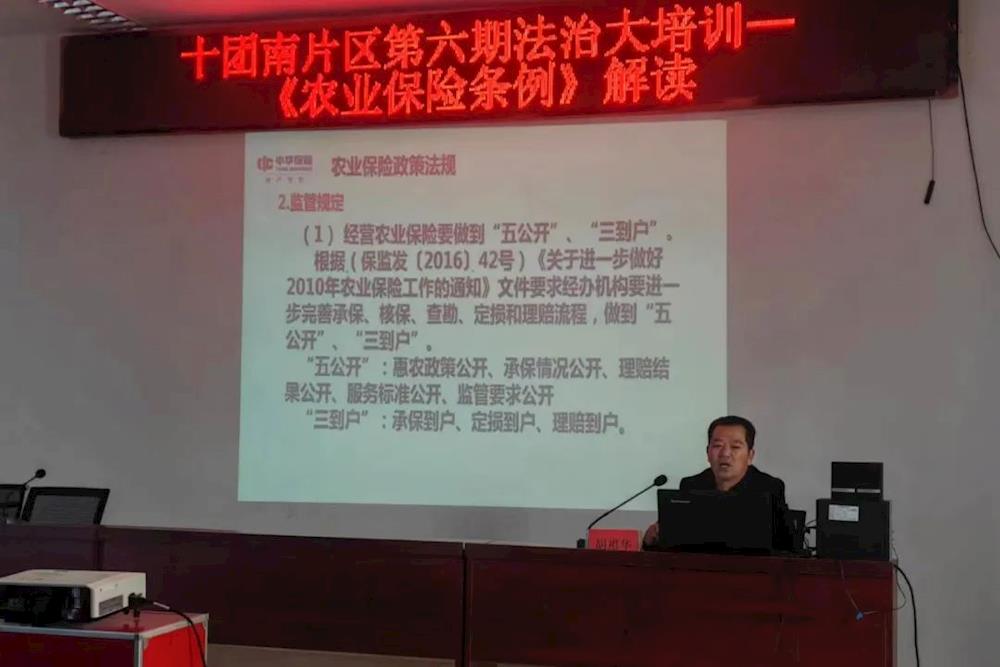 十团南片区第六期法治大培训一
《农业保险条例》解读
中华保险
农业保险政策法规
2.监管规定
（1）经营农业保险要做到“五公开”、“三到户”。
根据（保监发〔2016〕42号）《关于进一步做好
2010年农业保险工作的通知》文件要求经办机构要进一
步完善承保、核保、查勘、定损和理赔流程，做到“五
公开”、“三到户”。
“五公开”：惠农政策公开、承保情况公开、理赔结
果公开、服务标准公开、监管要求公开
“三到户”：承保到户、定损到户、理赔到户。